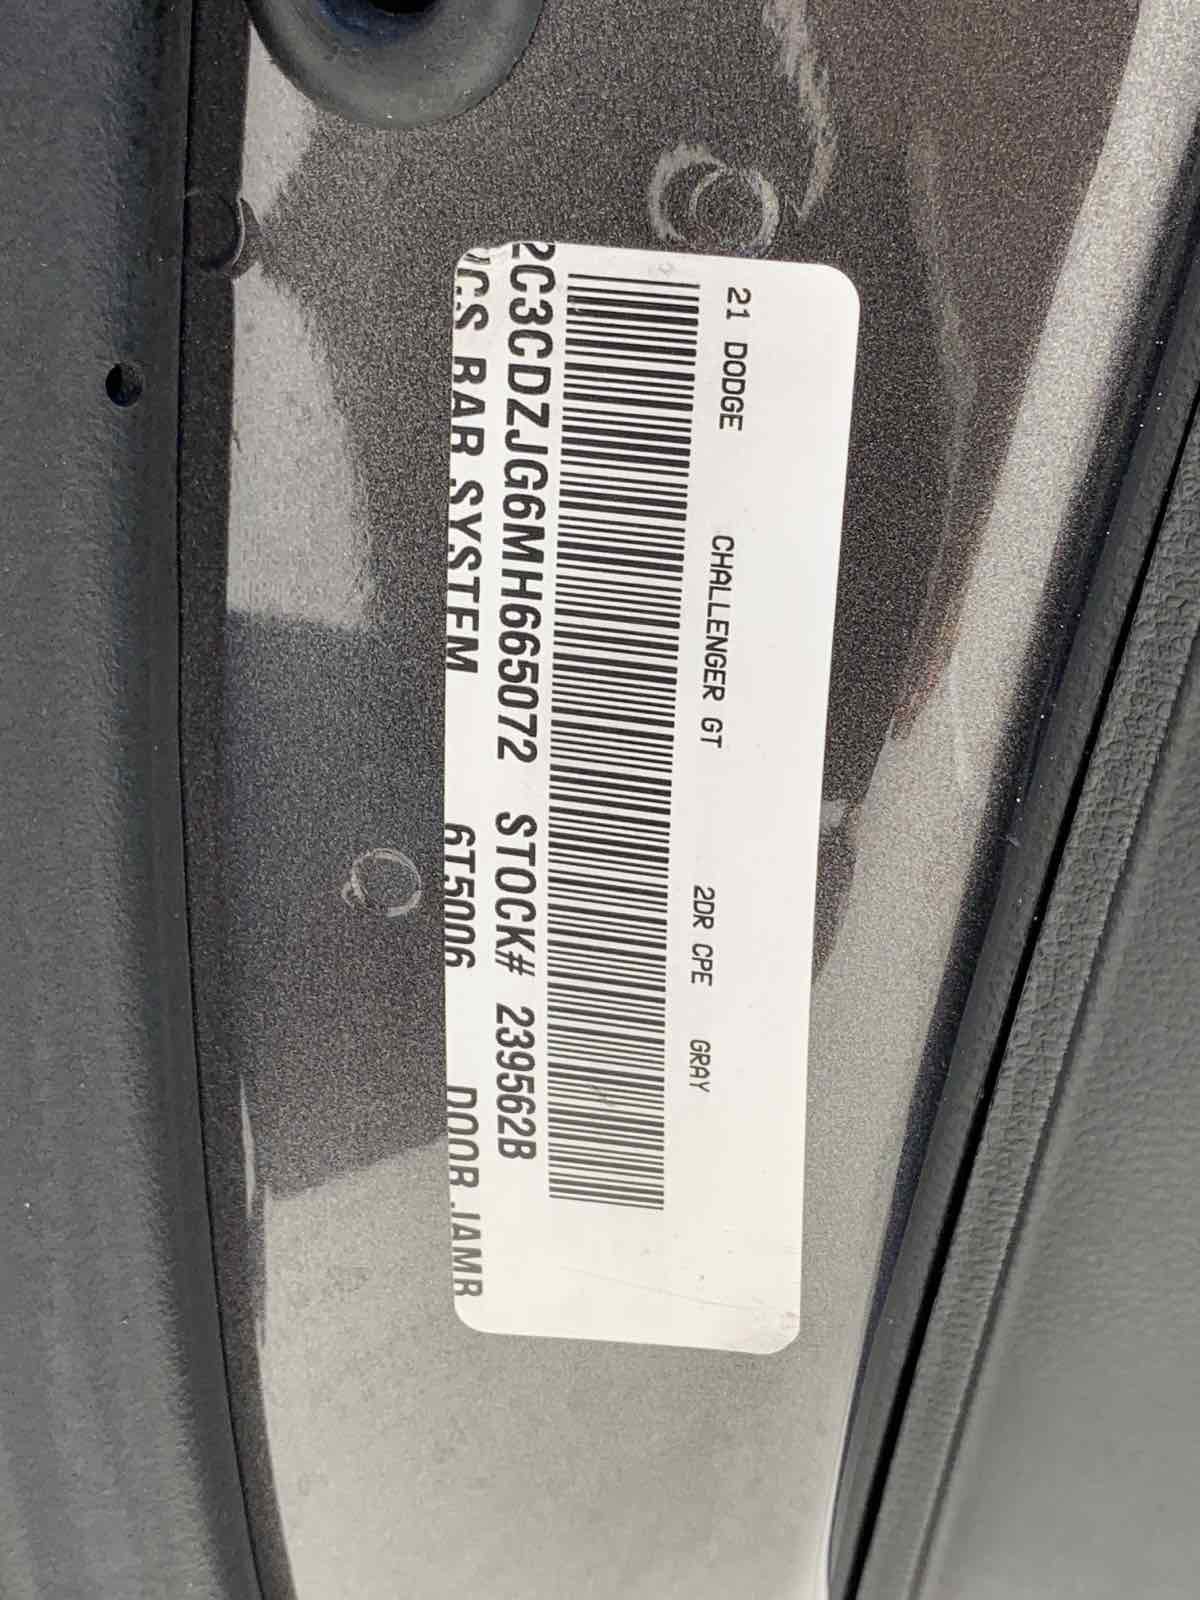 21 DODGE CHALLENGER GT 2DR CPE GRAY
2C3CDZJG6MH665072 STOCK# 239562B
BAR SYSTEM 6T5006 DOOR JAMB